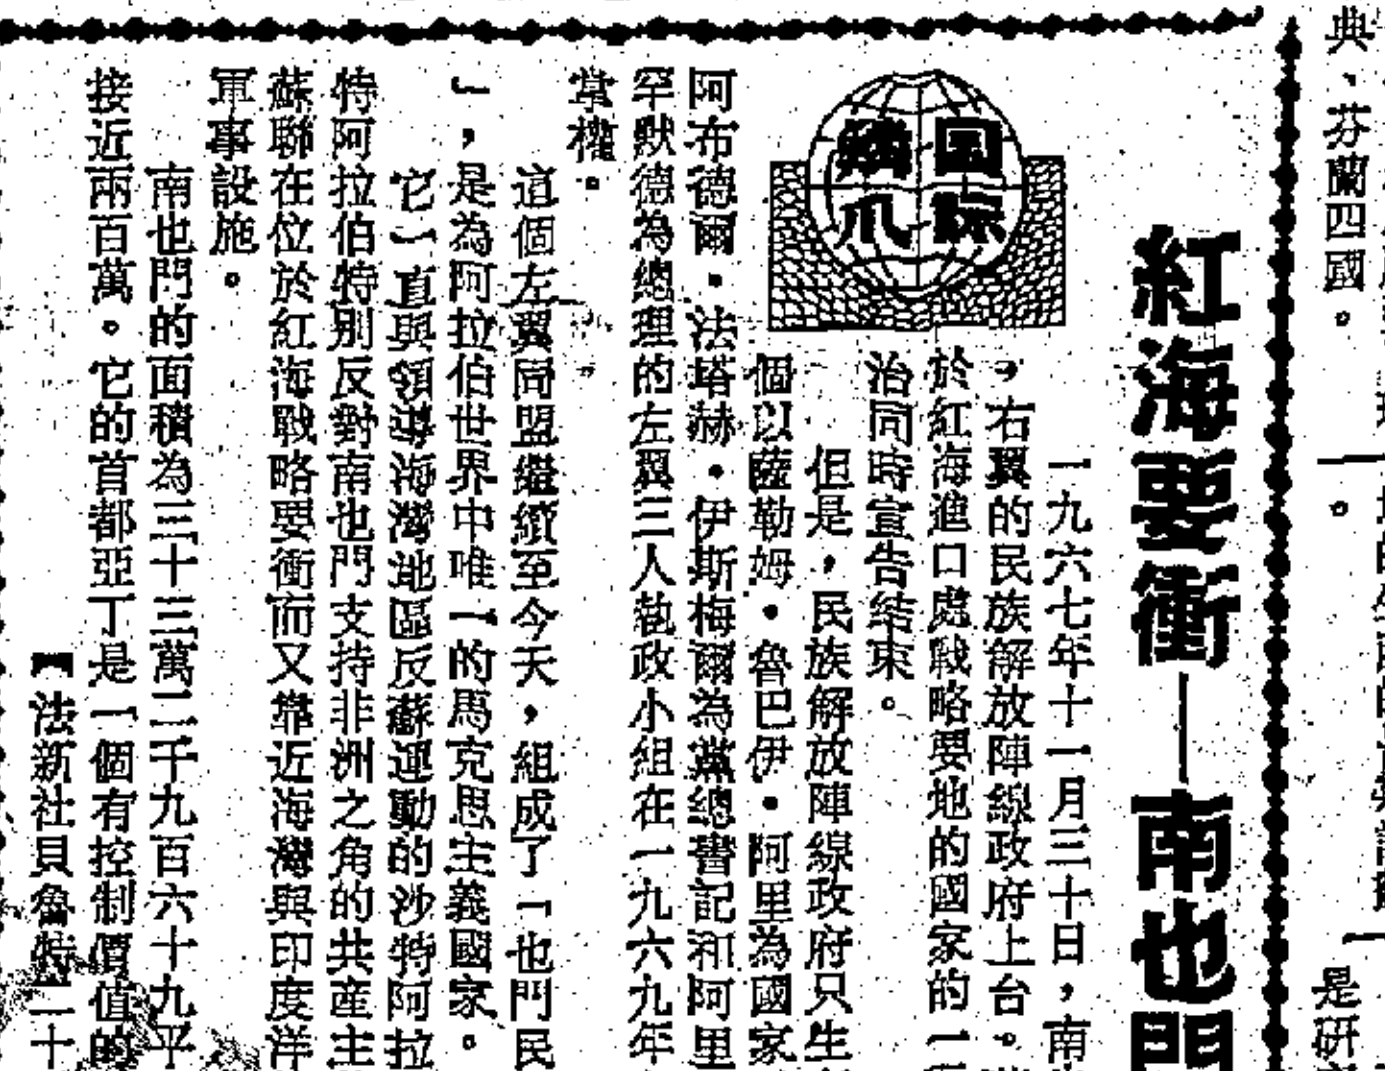 典、芬蘭四國。
紅海要衝——南也門
国际鳞爪
一九六七年十一月三十日,南
,右翼的民族解放陣線政府上台。
於紅海進口處戰略要地的國家的一
治同時宣告結束。
但是,民族解放陣線政府只生
個以薩勒姆·魯巴伊·阿里為國家
阿布德爾·法塔赫·伊斯梅爾為黨總書記和阿里
罕默德為總理的左翼三人執政小組在一九六九年
掌權。
這個左翼同盟繼續至今天,組成了「也門民
」,是為阿拉伯世界中唯一的馬克思主義國家。
它一直與領導海灣地區反蘇運動的沙特阿拉
特阿拉伯特別反對南也門支持非洲之角的共產主
蘇聯在位於紅海戰略要衝而又靠近海灣與印度洋
軍事設施。
南也門的面積為三十三萬二千九百六十九平
接近兩百萬。它的首都亞丁是一個有控制價值的
【法新社貝魯特二十